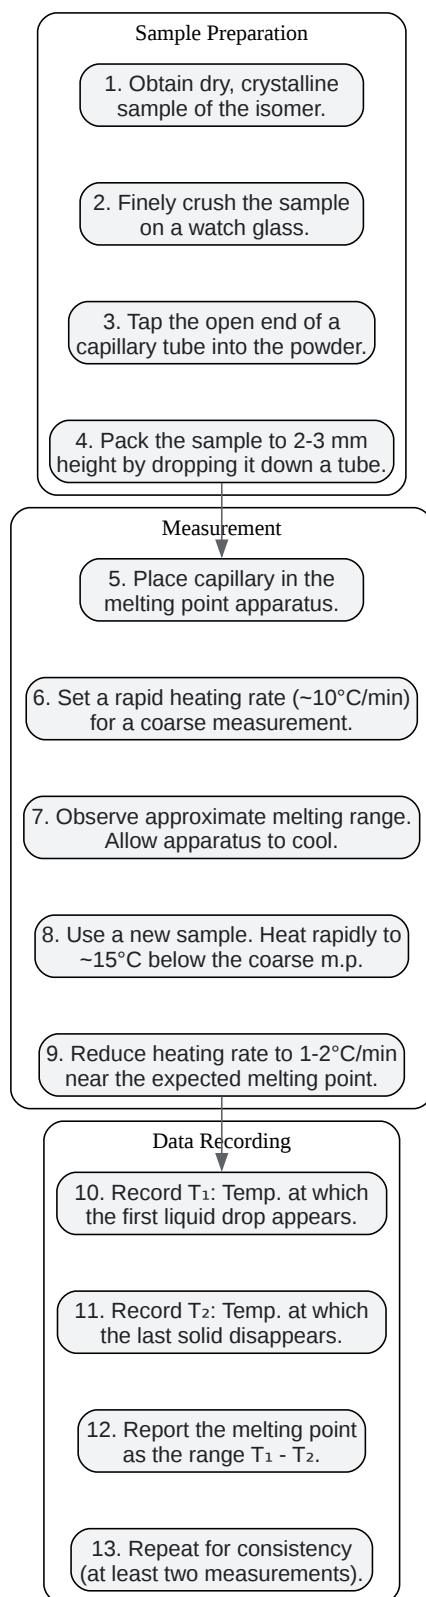 Sample Preparation
1. Obtain dry, crystalline
sample of the isomer.
2. Finely crush the sample
on a watch glass.
3. Tap the open end of a
capillary tube into the powder.
4. Pack the sample to 2-3 mm
height by dropping it down a tube.
Measurement
5. Place capillary in the
melting point apparatus.
6. Set a rapid heating rate (~10°C/min)
for a coarse measurement.
7. Observe approximate melting range.
Allow apparatus to cool.
8. Use a new sample. Heat rapidly to
~15°C below the coarse m.p.
9. Reduce heating rate to 1-2°C/min
near the expected melting point.
Data Recording
10. Record T₁: Temp. at which
the first liquid drop appears.
11. Record T₂: Temp. at which
the last solid disappears.
12. Report the melting point
as the range T₁ - T₂.
13. Repeat for consistency
(at least two measurements).